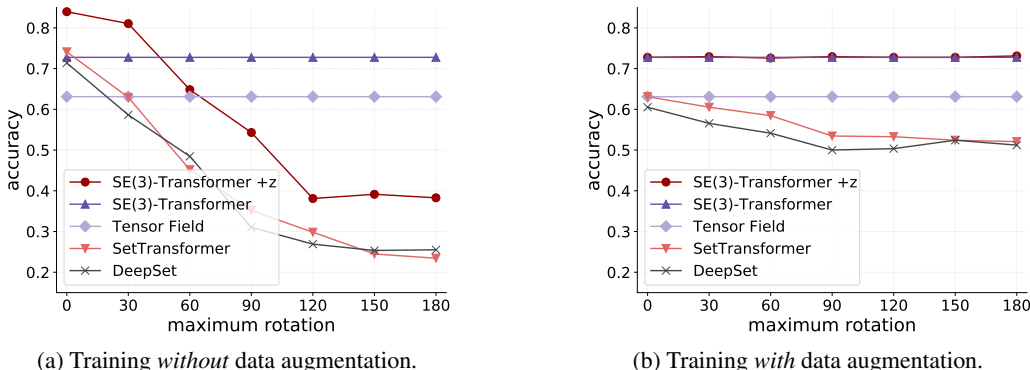 0.8
0.7
0.6
0.5
0.4
0.3
0.2
accuracy
SE(3)-Transformer +z
SE(3)-Transformer
Tensor Field
SetTransformer
DeepSet
0 30 60 90 120 150 180
maximum rotation
(a) Training without data augmentation.
0.8
0.7
0.6
0.5
0.4
0.3
0.2
accuracy
SE(3)-Transformer +z
SE(3)-Transformer
Tensor Field
SetTransformer
DeepSet
0 30 60 90 120 150 180
maximum rotation
(b) Training with data augmentation.